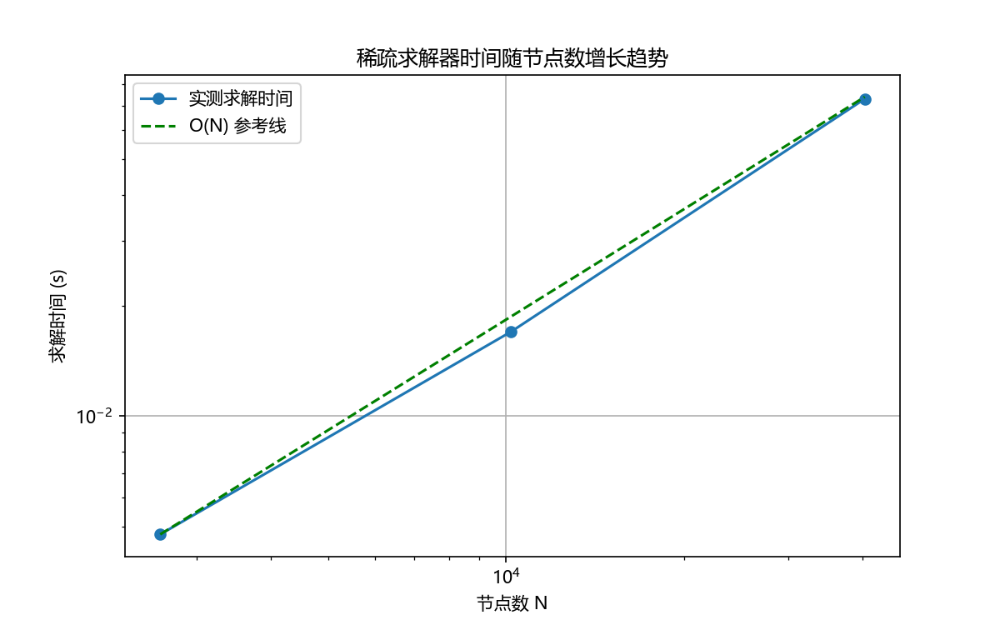 稀疏求解器时间随节点数增长趋势
实测求解时间
O(N) 参考线
求解时间 (s)
10⁻²
10⁴
节点数 N